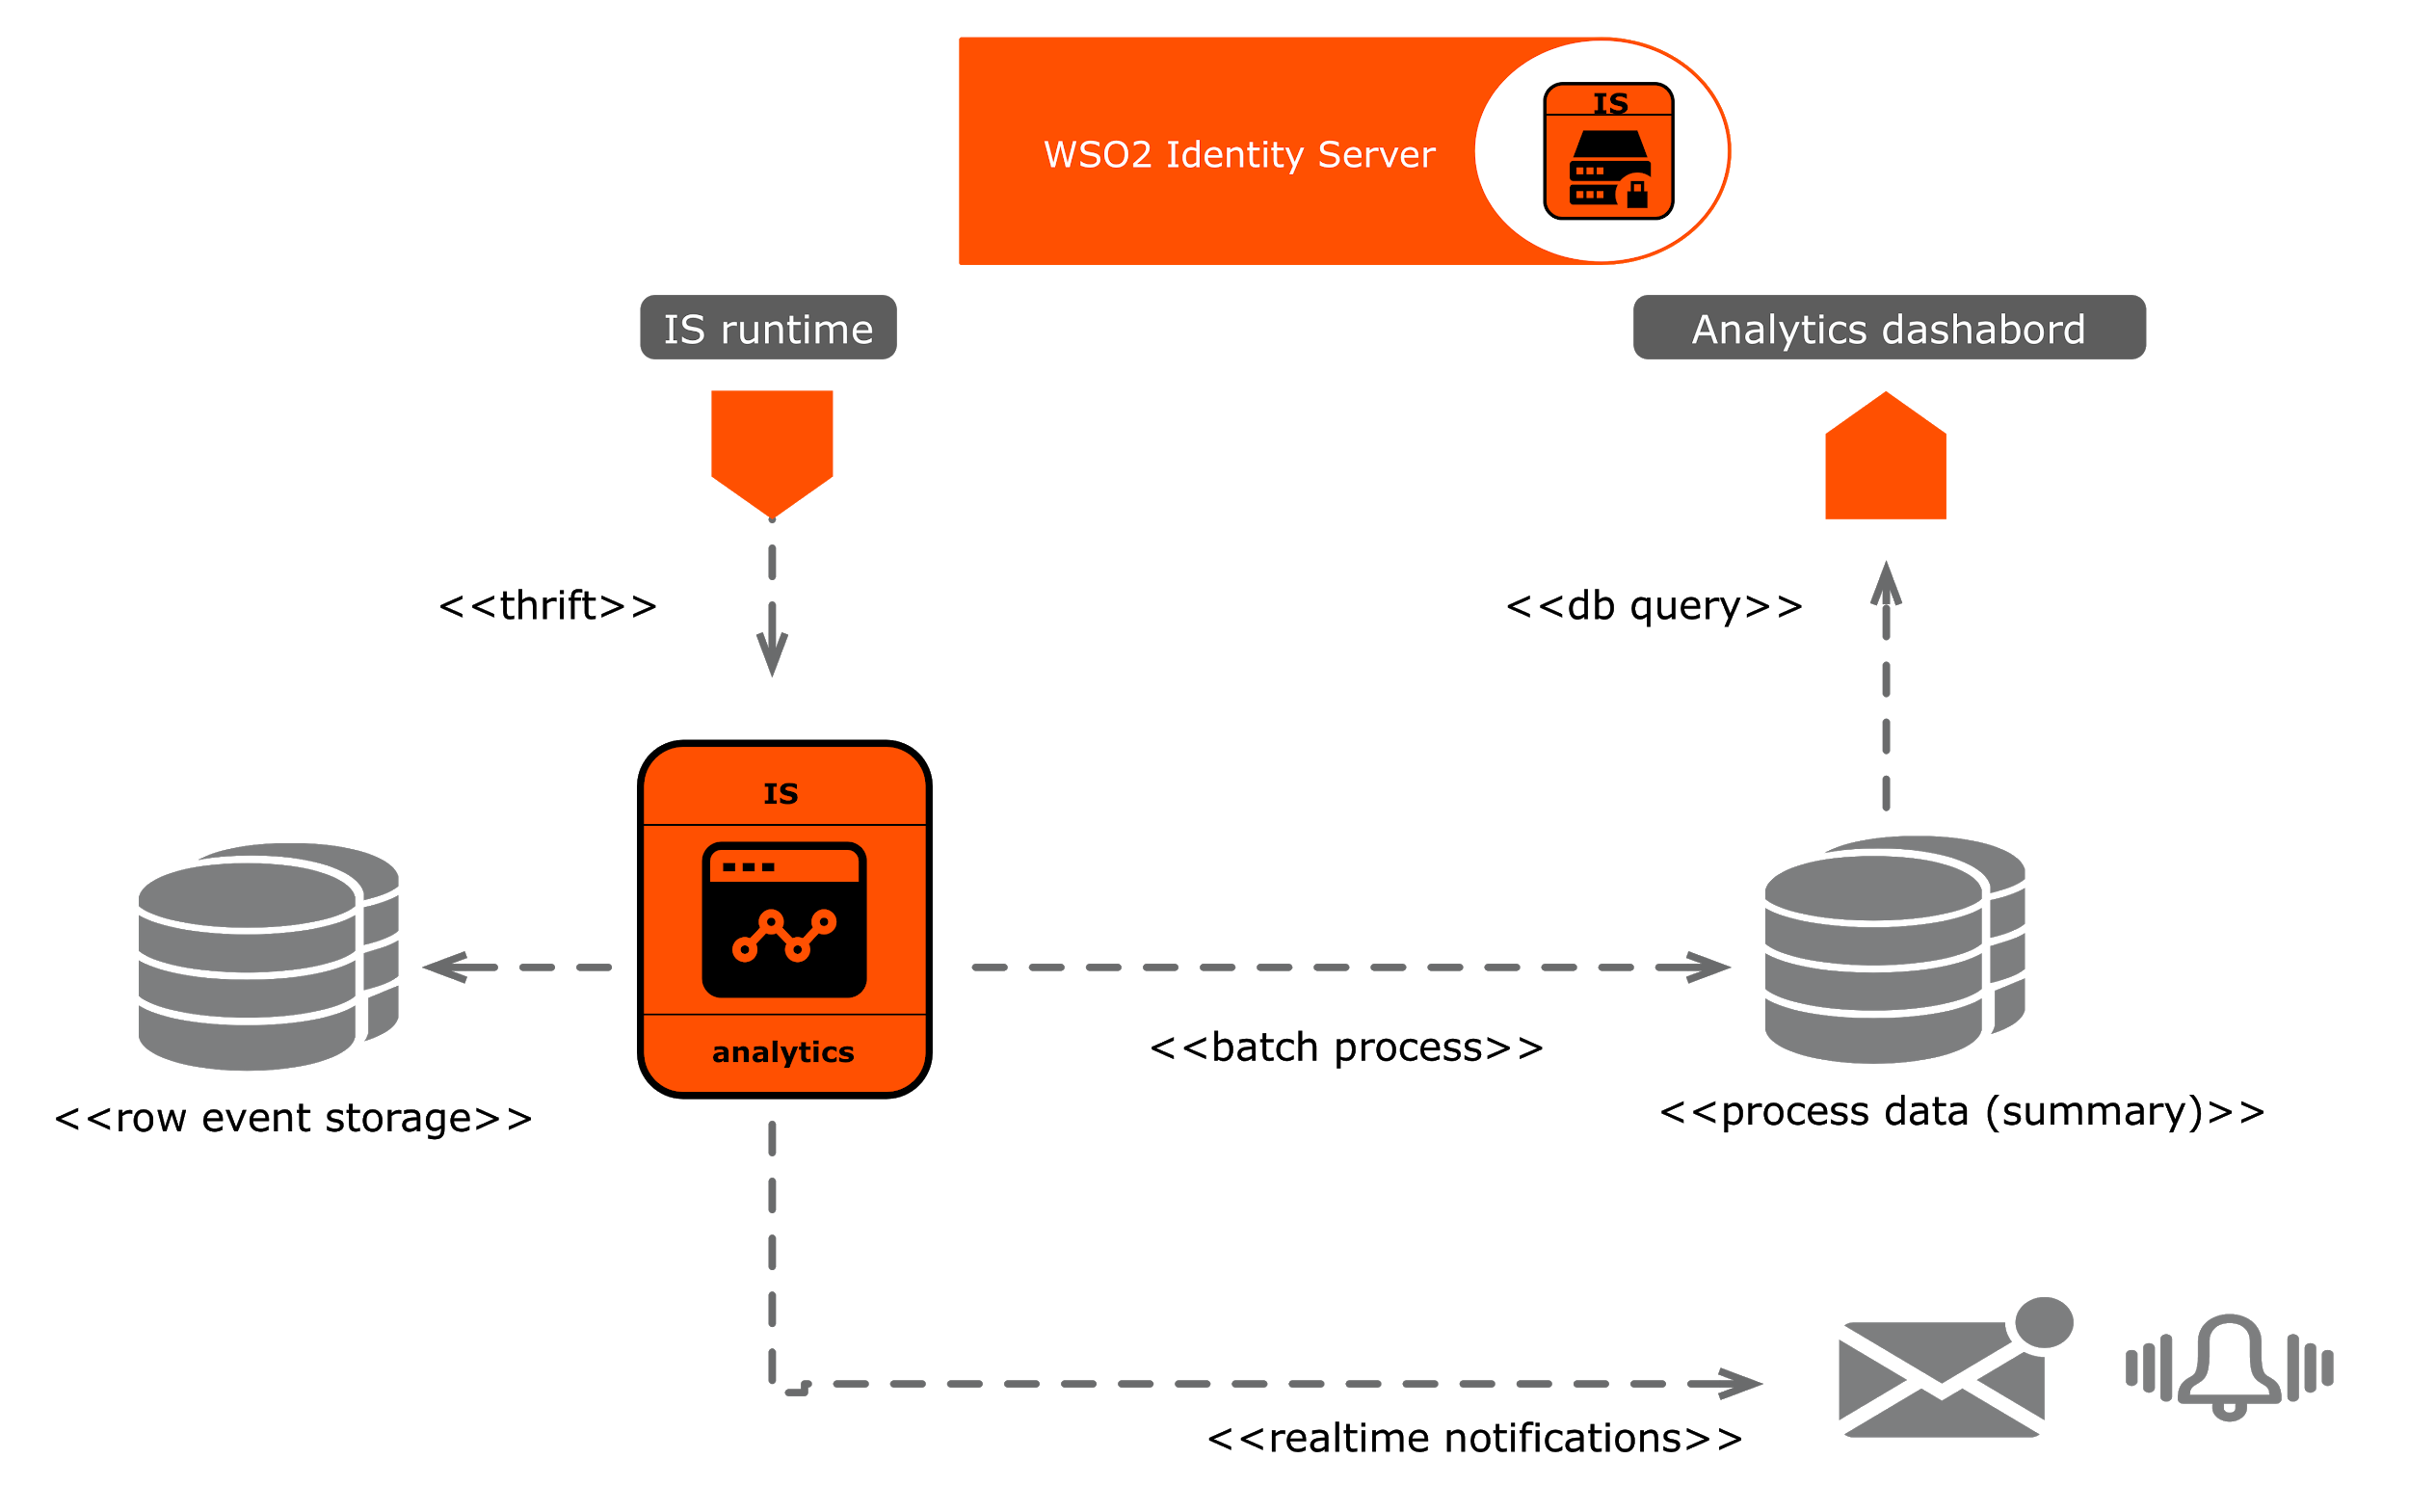 IS
WSO2 Identity Server
IS runtime
Analytics dashabord
<<thrift>>
<<db query>>
IS
analytics
<<batch process>>
<<row event storage>>
<<process data (summary)>>
<<realtime notifications>>